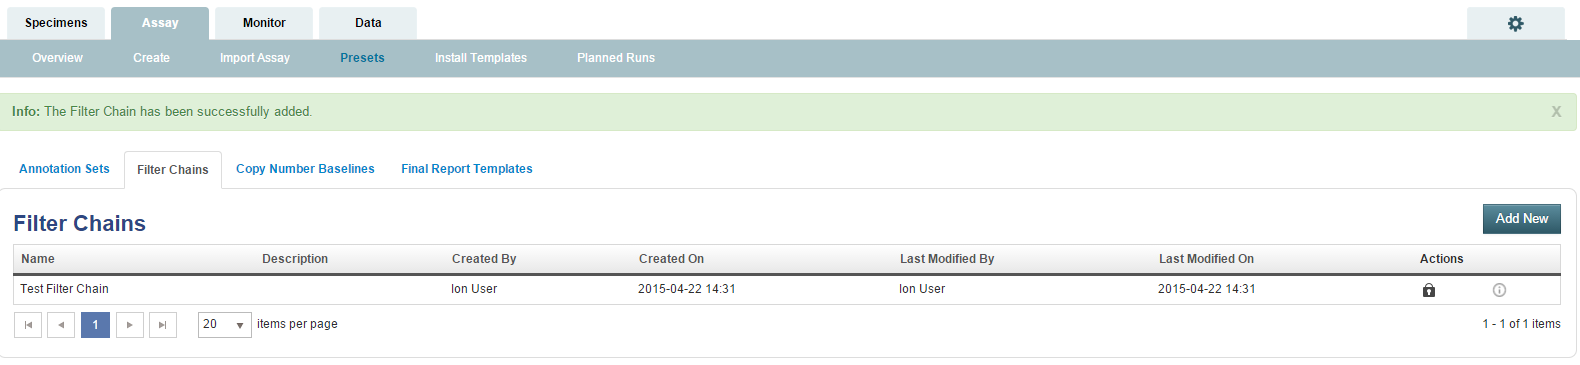 Specimens Assay Monitor Data
Overview Create Import Assay Presets Install Templates Planned Runs
Info: The Filter Chain has been successfully added. X
Annotation Sets Filter Chains Copy Number Baselines Final Report Templates
Filter Chains Add New
Name Description Created By Created On Last Modified By Last Modified On Actions
Test Filter Chain Ion User 2015-04-22 14:31 Ion User 2015-04-22 14:31
1 20 items per page 1 - 1 of 1 items